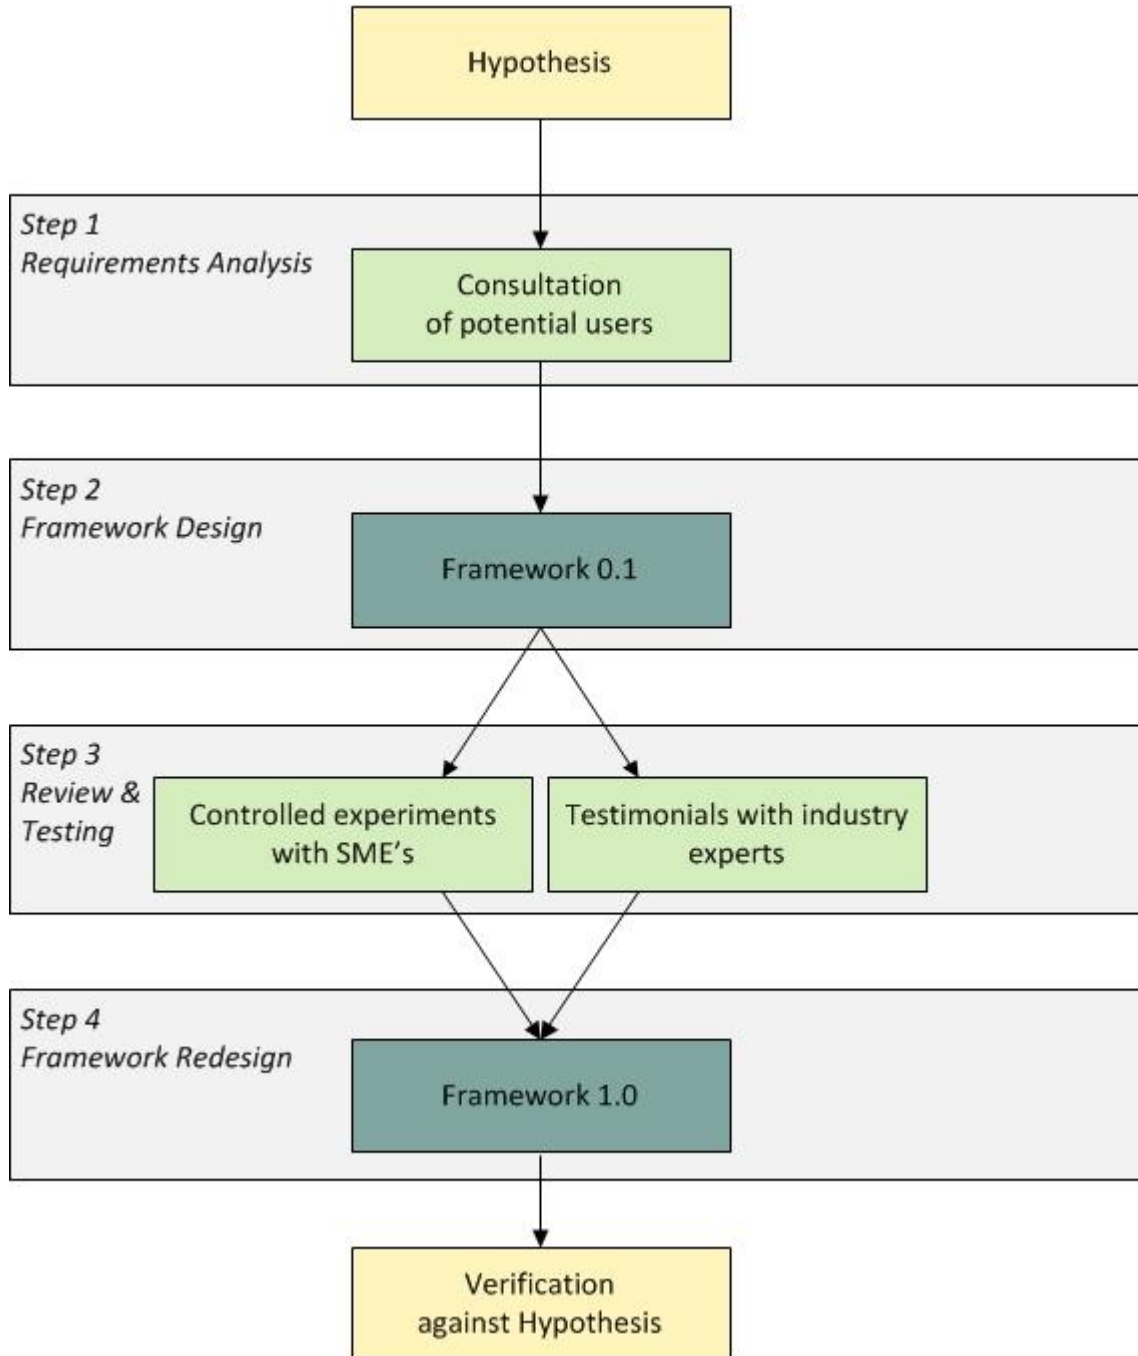 Hypothesis
Step 1
Requirements Analysis
Consultation
of potential users
Step 2
Framework Design
Framework 0.1
Step 3
Review &
Testing
Controlled experiments
with SME's
Testimonials with industry
experts
Step 4
Framework Redesign
Framework 1.0
Verification
against Hypothesis